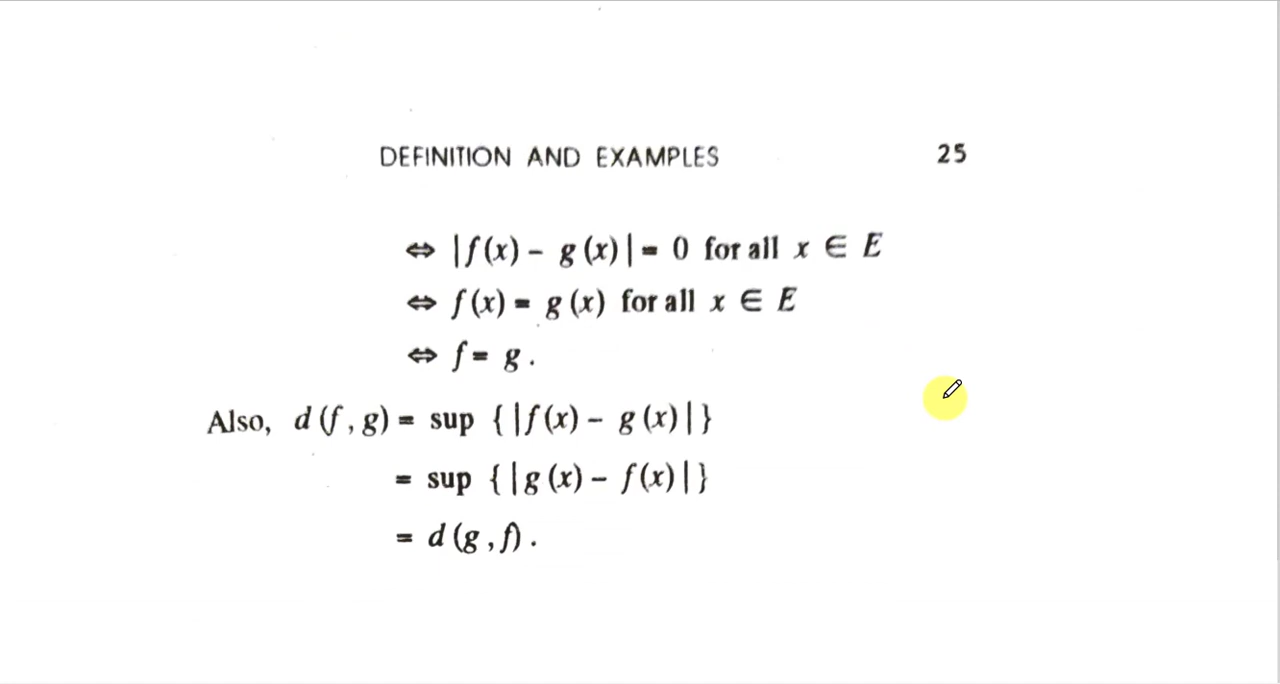 DEFINITION AND EXAMPLES 25
⇔ |f(x) – g(x)| = 0 for all x ∈ E
⇔ f(x) = g(x) for all x ∈ E
⇔ f = g.
Also, d(f, g) = sup {|f(x) – g(x)|}
= sup {|g(x) – f(x)|}
= d(g, f).